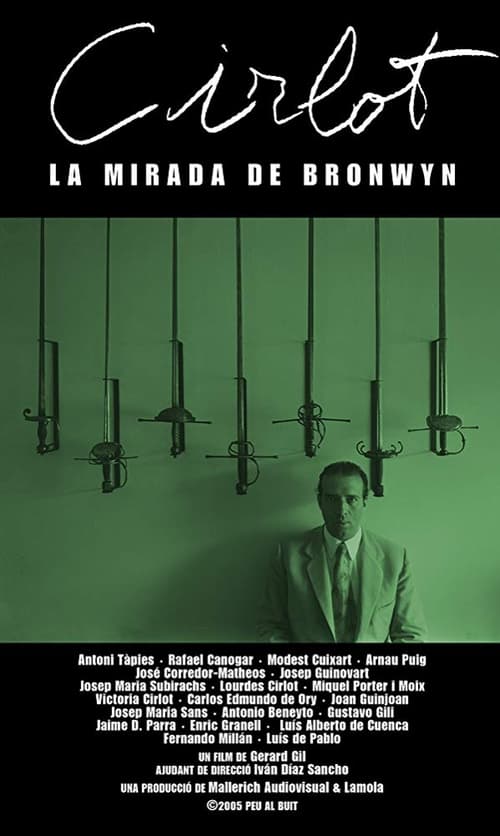 Cirlot
LA MIRADA DE BRONWYN
Antoni Tàpies · Rafael Canogar · Modest Cuixart · Arnau Puig
José Corredor-Matheos · Josep Guinovart
Josep Maria Subirachs · Lourdes Cirlot · Miquel Porter i Moix
Victoria Cirlot · Carlos Edmundo de Ory · Joan Guinjoan
Josep Maria Sans · Antonio Beneyto · Gustavo Gili
Jaime D. Parra · Enric Granell · Luis Alberto de Cuenca
Fernando Millán · Luís de Pablo
UN FILM DE Gerard Gil
AJUDANT DE DIRECCIÓ Iván Díaz Sancho
UNA PRODUCCIÓ DE Mallerich Audiovisual & Lamola
©2005 PEU AL BUIT